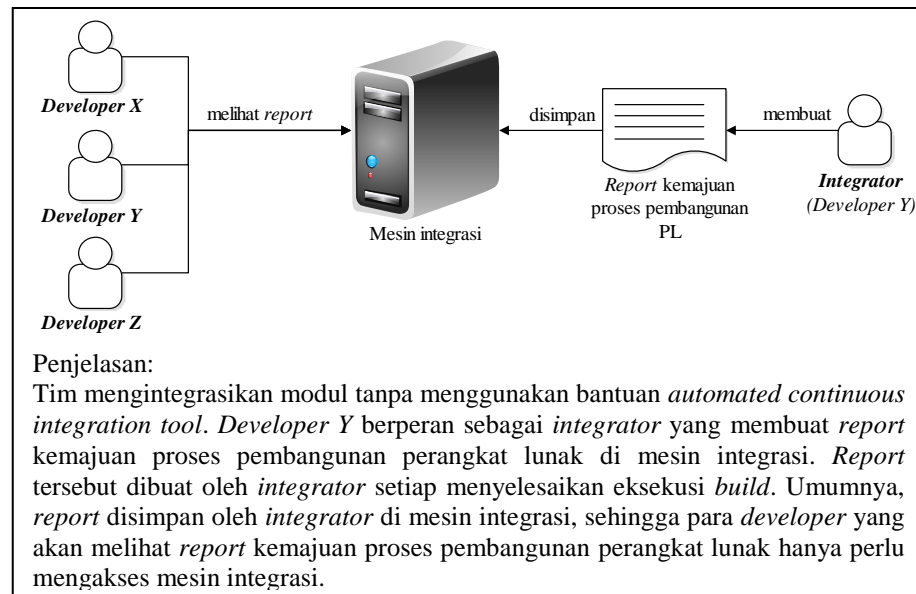 Developer X
melihat report
disimpan
membuat
Developer Y
Report kemajuan
proses pembangunan
PL
Integrator
(Developer Y)
Mesin integrasi
Developer Z
Penjelasan:
Tim mengintegrasikan modul tanpa menggunakan bantuan automated continuous
integration tool. Developer Y berperan sebagai integrator yang membuat report
kemajuan proses pembangunan perangkat lunak di mesin integrasi. Report
tersebut dibuat oleh integrator setiap menyelesaikan eksekusi build. Umumnya,
report disimpan oleh integrator di mesin integrasi, sehingga para developer yang
akan melihat report kemajuan proses pembangunan perangkat lunak hanya perlu
mengakses mesin integrasi.